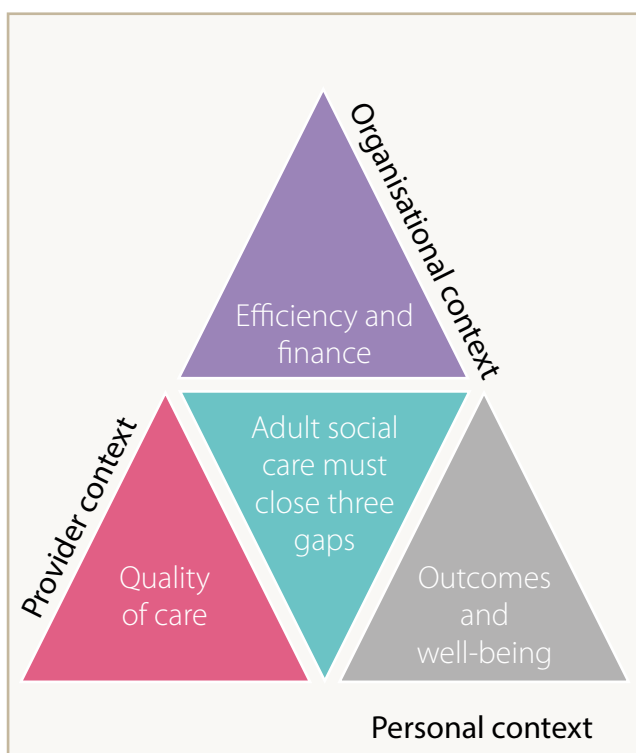 Organisational context
Efficiency and
finance
Provider context
Adult social
care must
close three
gaps
Quality
of care
Outcomes
and
well-being
Personal context